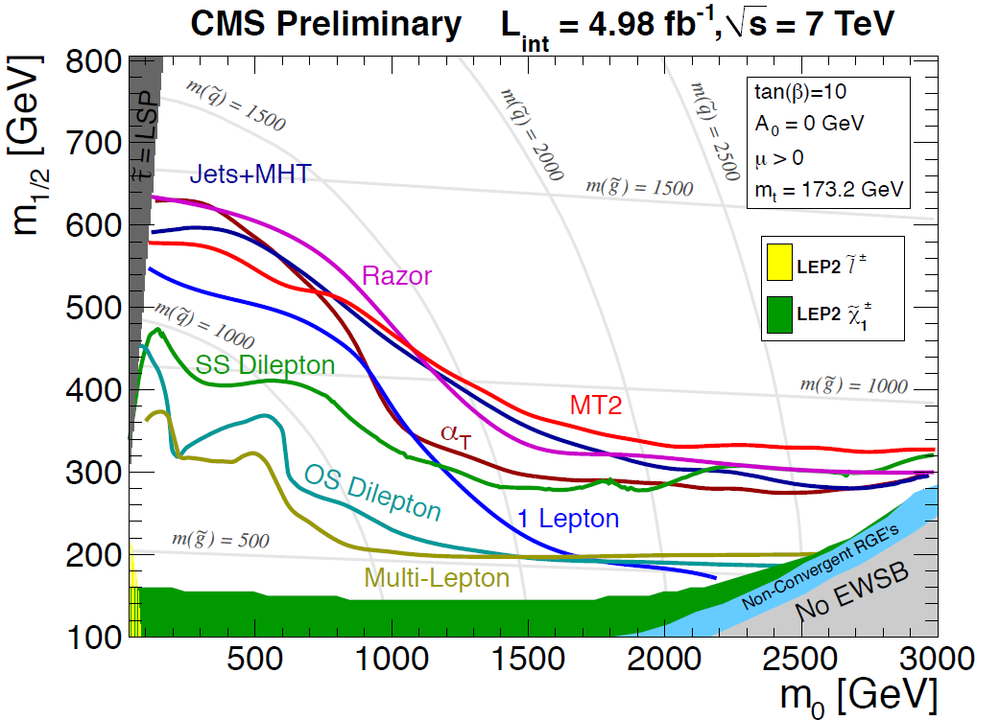 CMS Preliminary L_int = 4.98 fb⁻¹, √s = 7 TeV
m_1/2 [GeV]
800
700
600
500
400
300
200
100
τ̃ = LSP
m(q̃) = 1500
m(q̃) = 2000
m(q̃) = 2500
m(g̃) = 1500
tan(β)=10
A_0 = 0 GeV
μ > 0
m_t = 173.2 GeV
LEP2 l̃ ±
LEP2 χ̃_1 ±
Jets+MHT
Razor
m(q̃) = 1000
SS Dilepton
m(g̃) = 1000
MT2
α_T
OS Dilepton
1 Lepton
m(g̃) = 500
Multi-Lepton
Non-Convergent RGE's
No EWSB
500 1000 1500 2000 2500 3000
m_0 [GeV]